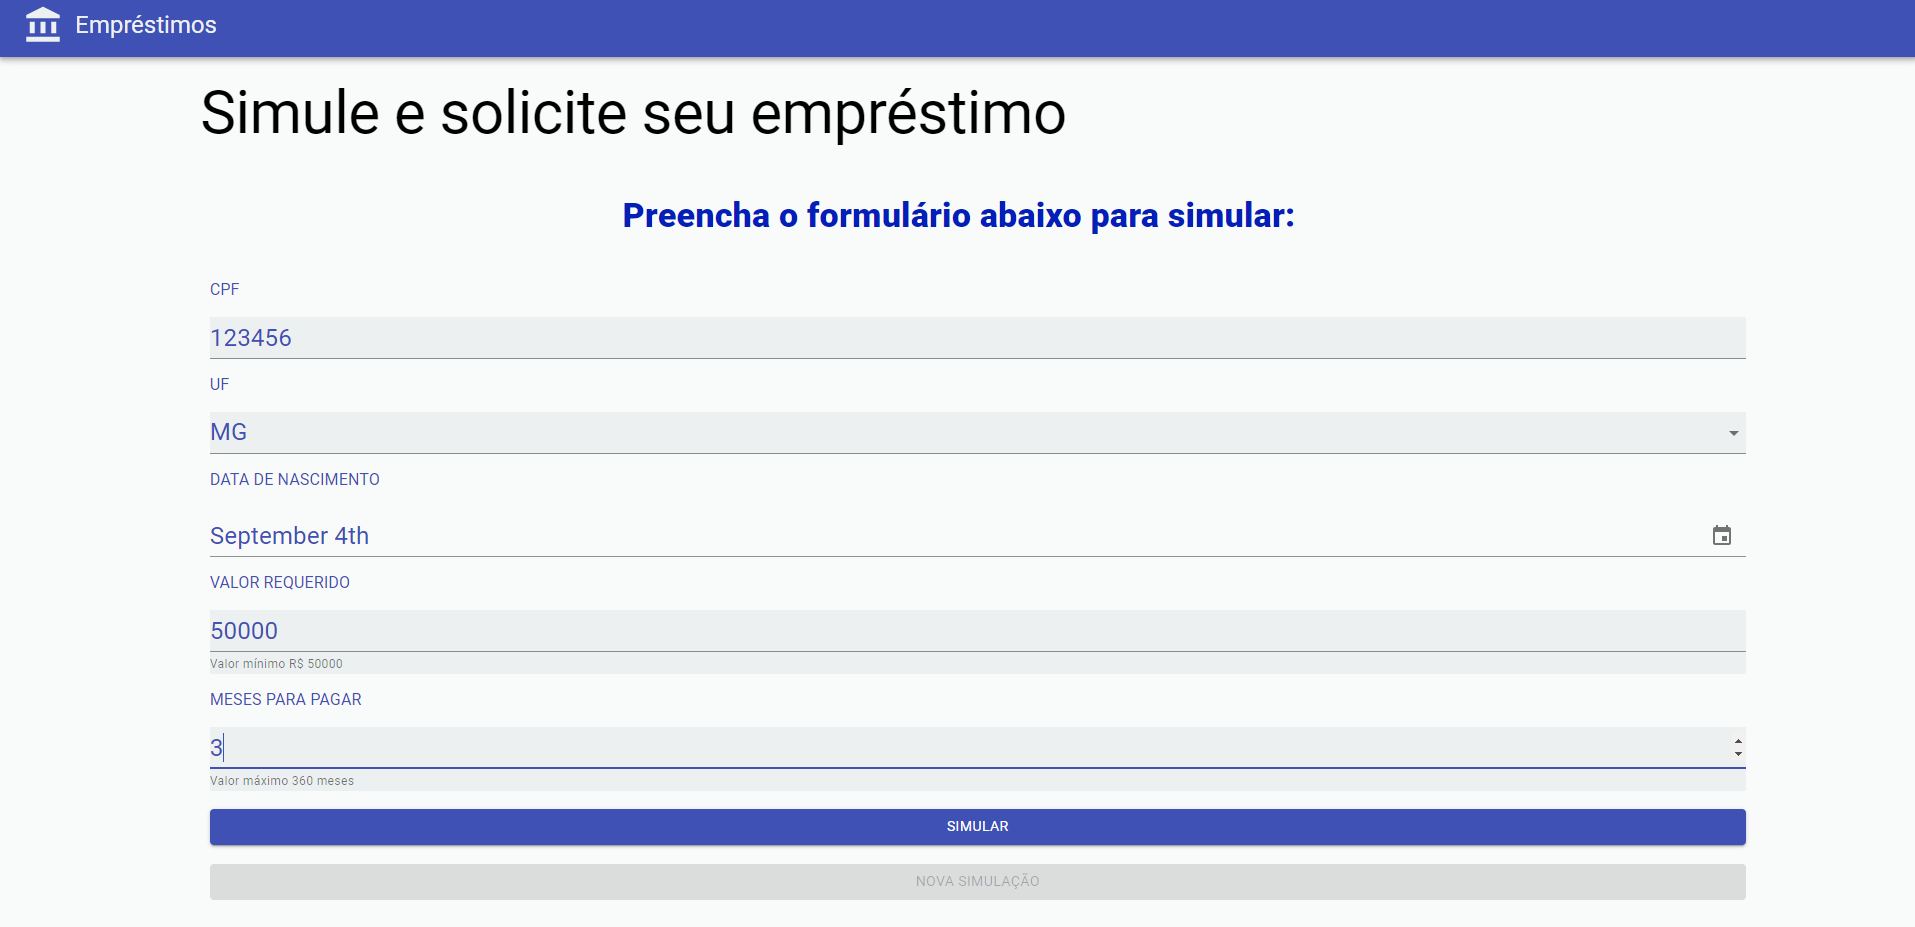 Empréstimos
Simule e solicite seu empréstimo
Preencha o formulário abaixo para simular:
CPF
123456
UF
MG
DATA DE NASCIMENTO
September 4th
VALOR REQUERIDO
50000
Valor mínimo R$ 50000
MESES PARA PAGAR
3
Valor máximo 360 meses
SIMULAR
NOVA SIMULAÇÃO